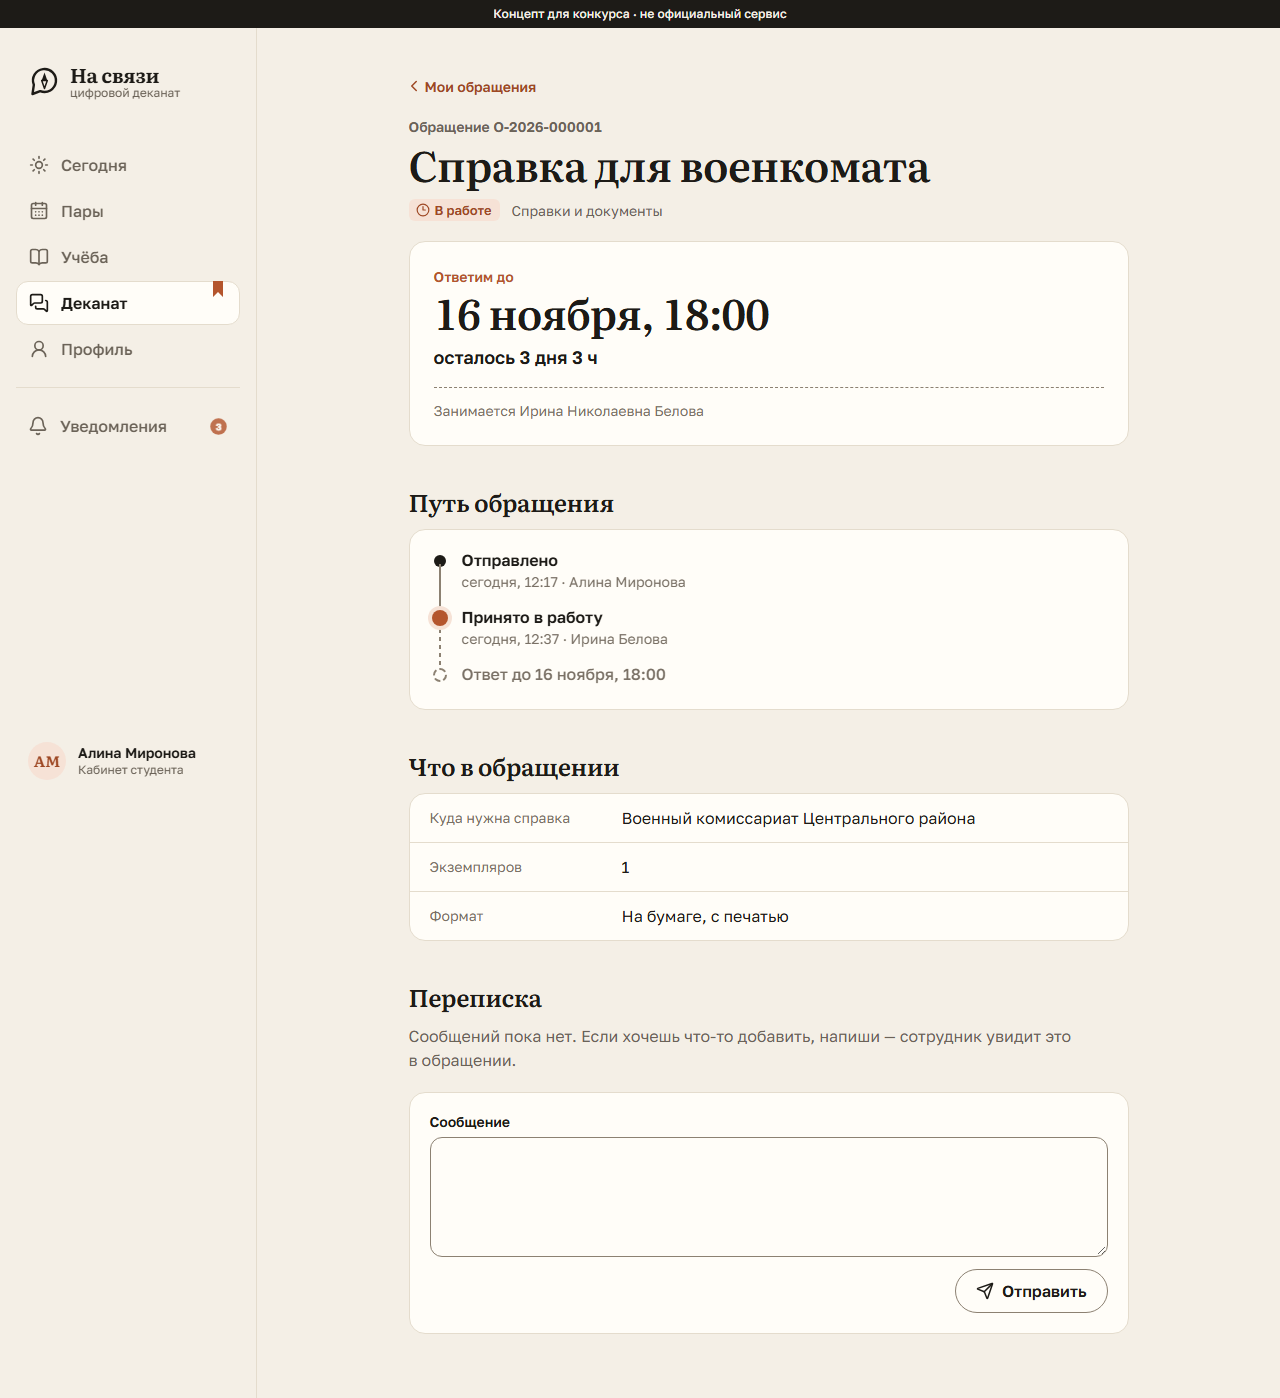 Концепт для конкурса · не официальный сервис
На связи
цифровой деканат
Сегодня
Пары
Учёба
Деканат
Профиль
Уведомления
3
АМ
Алина Миронова
Кабинет студента
Мои обращения
Обращение О-2026-000001
Справка для военкомата
В работе
Справки и документы
Ответим до
16 ноября, 18:00
осталось 3 дня 3 ч
Занимается Ирина Николаевна Белова
Путь обращения
Отправлено
сегодня, 12:17 · Алина Миронова
Принято в работу
сегодня, 12:37 · Ирина Белова
Ответ до 16 ноября, 18:00
Что в обращении
Куда нужна справка
Военный комиссариат Центрального района
Экземпляров
1
Формат
На бумаге, с печатью
Переписка
Сообщений пока нет. Если хочешь что-то добавить, напиши — сотрудник увидит это
в обращении.
Сообщение
Отправить